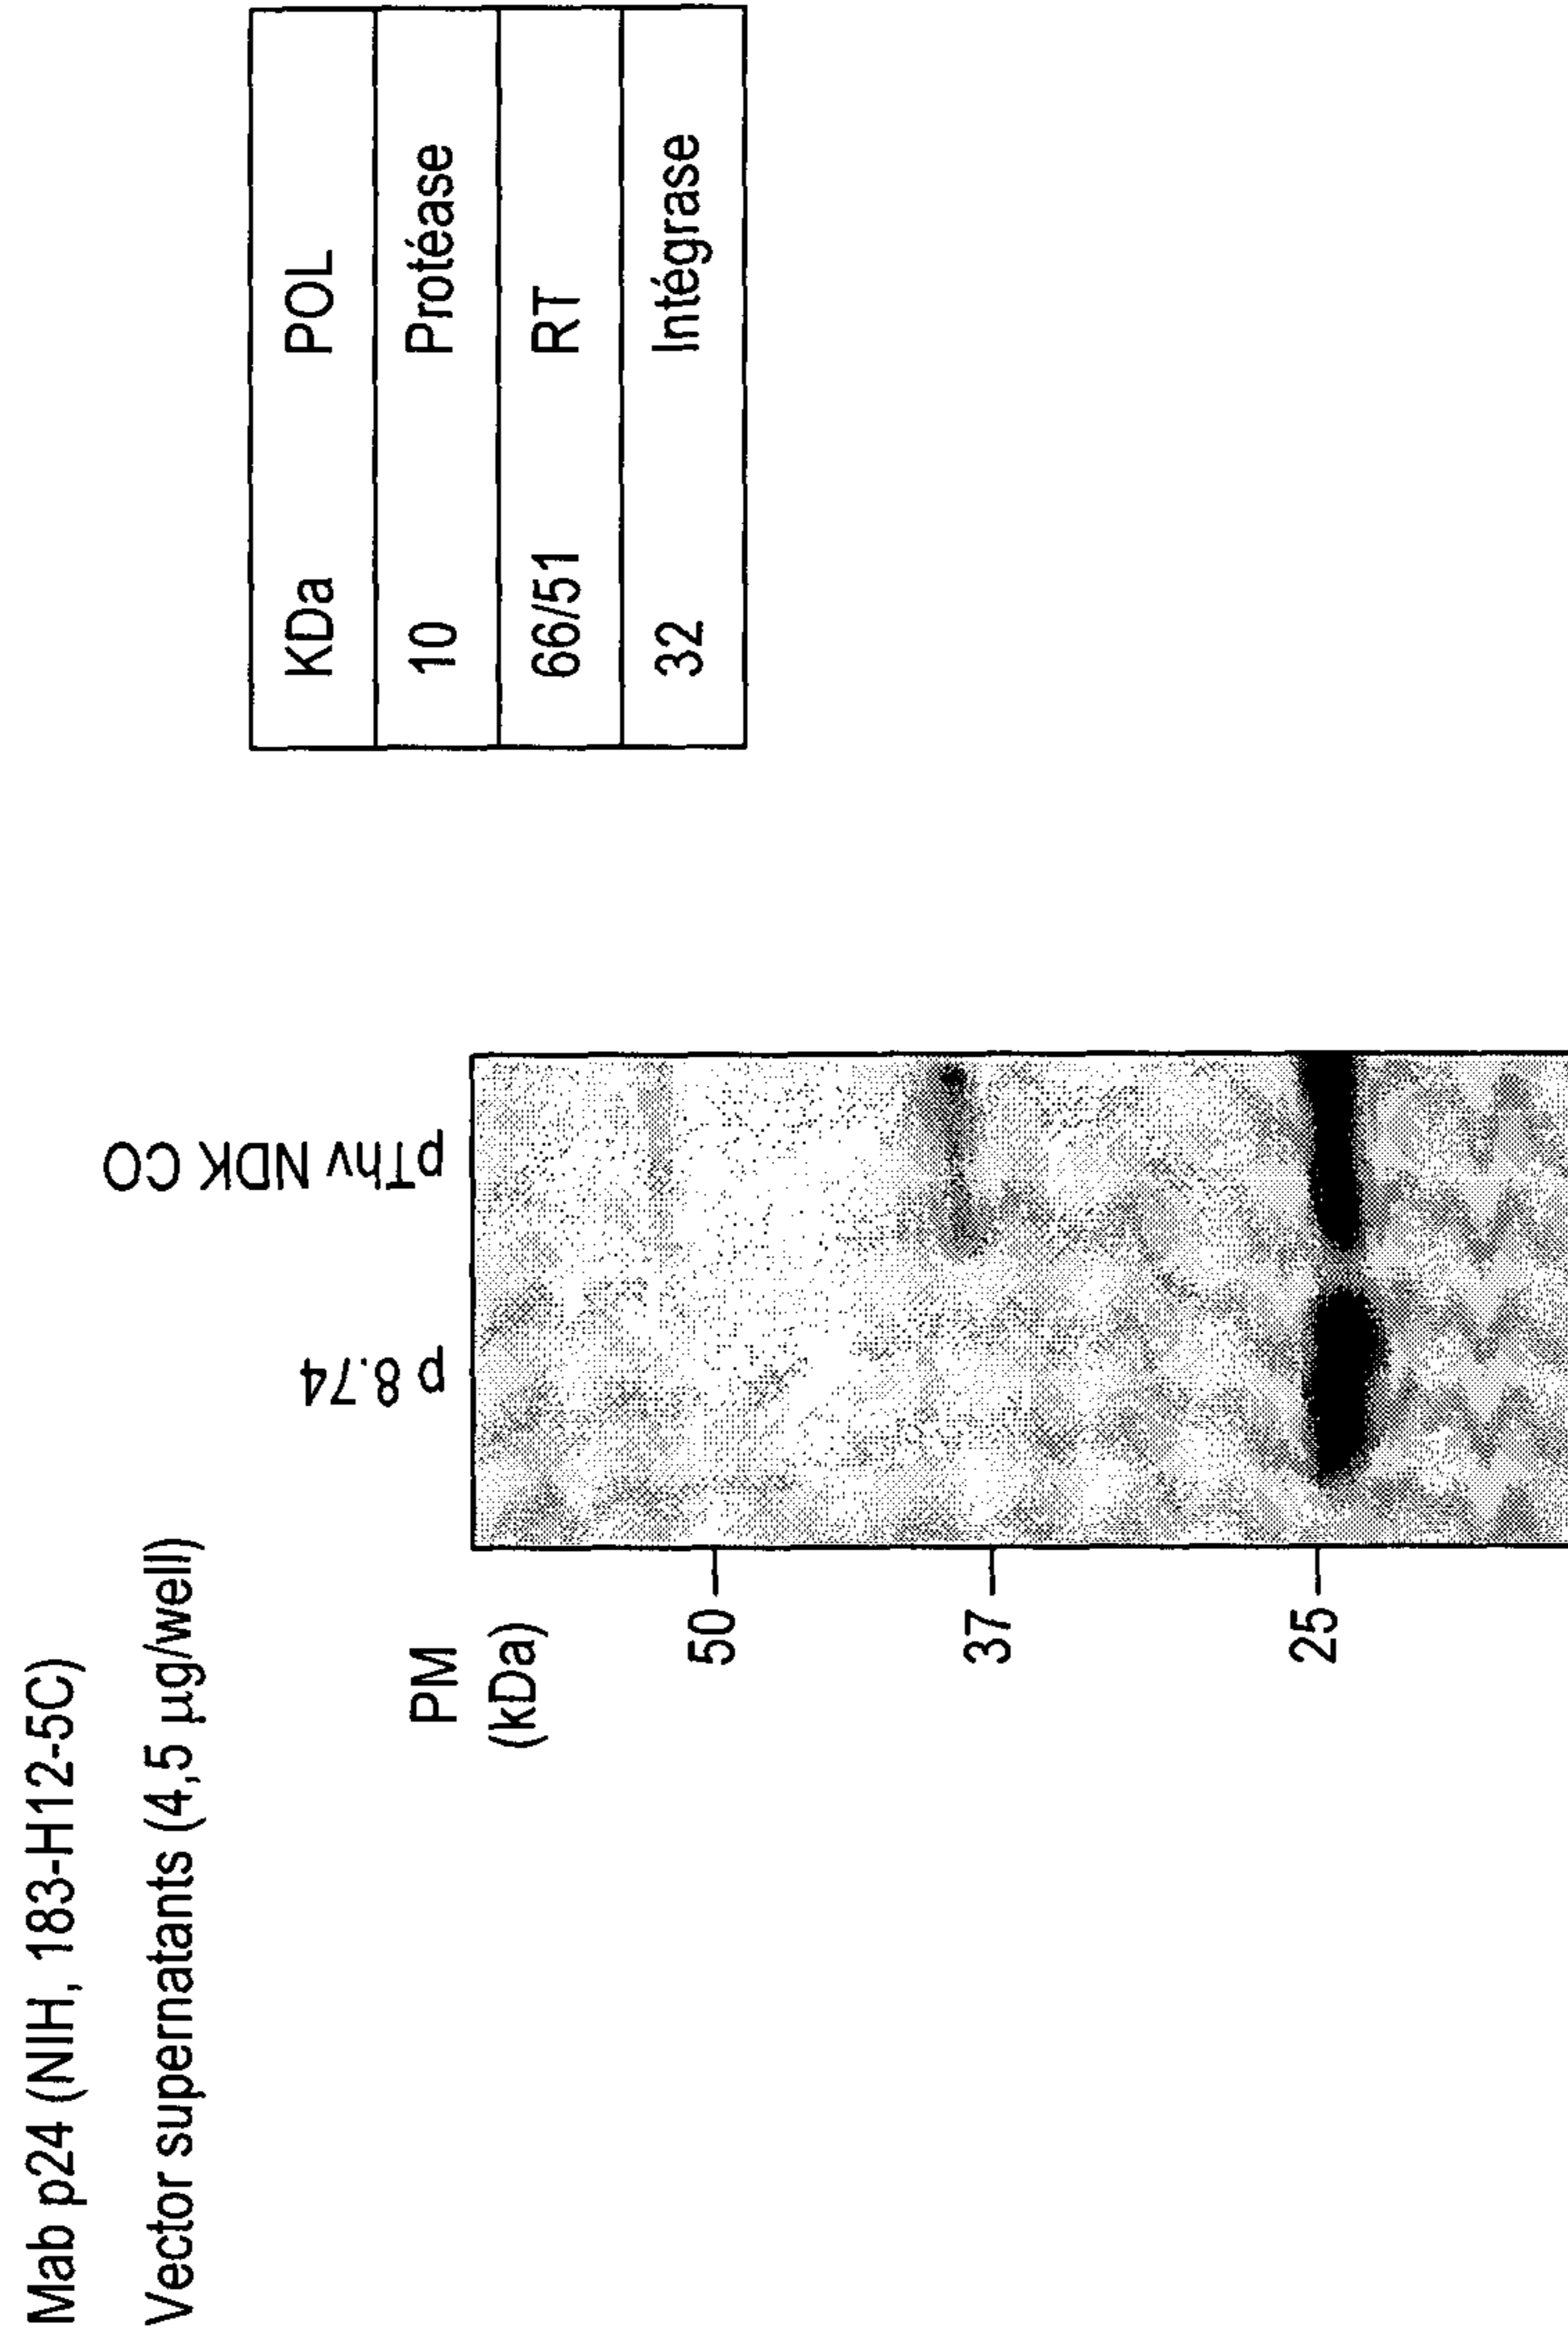 Mab p24 (NIH, 183-H12-5C)
Vector supernatants (4,5 µg/well)
PM
(kDa)
p 8.74
pThv NDK CO
50
37
25
KDa POL
10 Protéase
66/51 RT
32 Intégrase